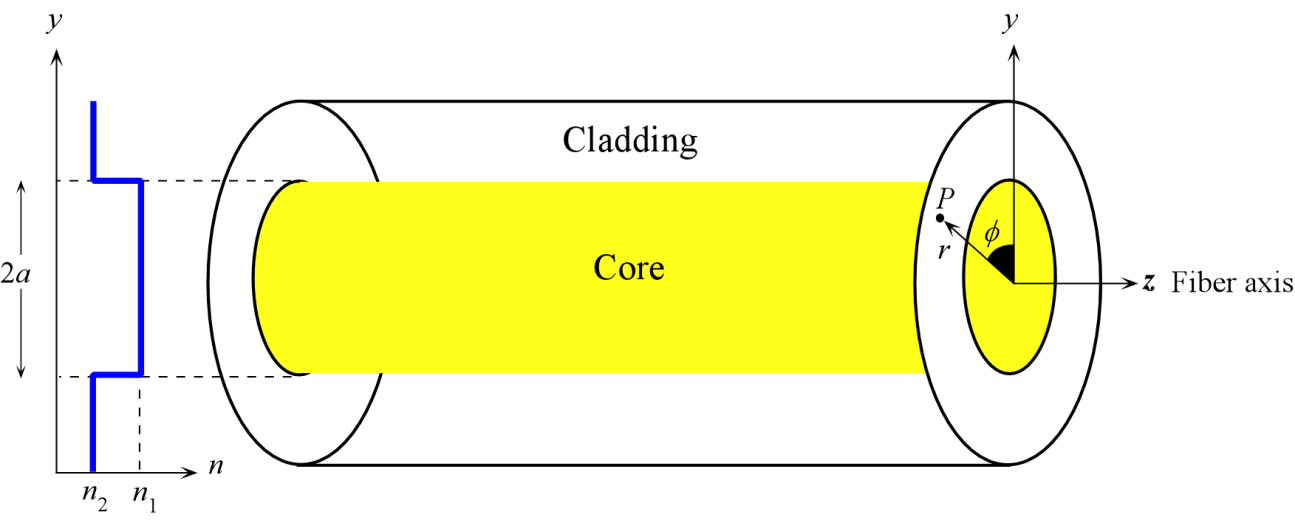 y
y
Cladding
P
ϕ
r
2a
Core
z Fiber axis
n
n2 n1